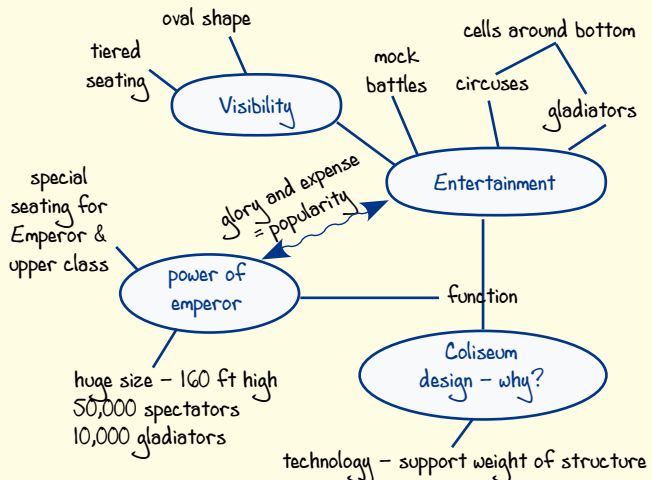 oval shape
tiered
seating
Visibility
mock
battles
cells around bottom
circuses
gladiators
Entertainment
special
seating for
Emperor &
upper class
glory and expense
= popularity
power of
emperor
function
Coliseum
design – why?
huge size – 160 ft high
50,000 spectators
10,000 gladiators
technology – support weight of structure